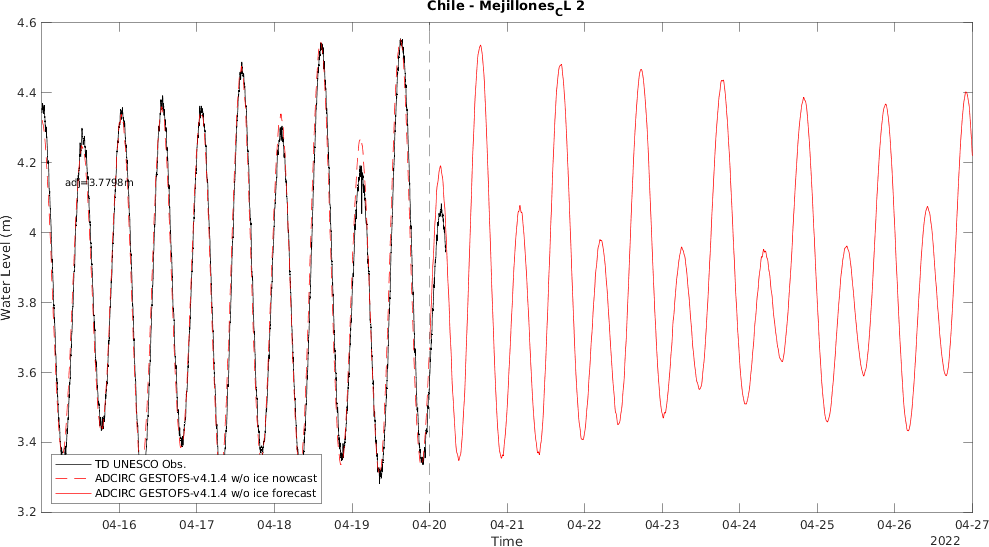 Chile - Mejillones_CL 2
4.6
4.4
4.2
4
3.8
3.6
3.4
3.2
Water Level (m)
adj=3.7798m
TD UNESCO Obs.
ADCIRC GESTOFS-v4.1.4 w/o ice nowcast
ADCIRC GESTOFS-v4.1.4 w/o ice forecast
04-16 04-17 04-18 04-19 04-20 04-21 04-22 04-23 04-24 04-25 04-26 04-27
Time
2022